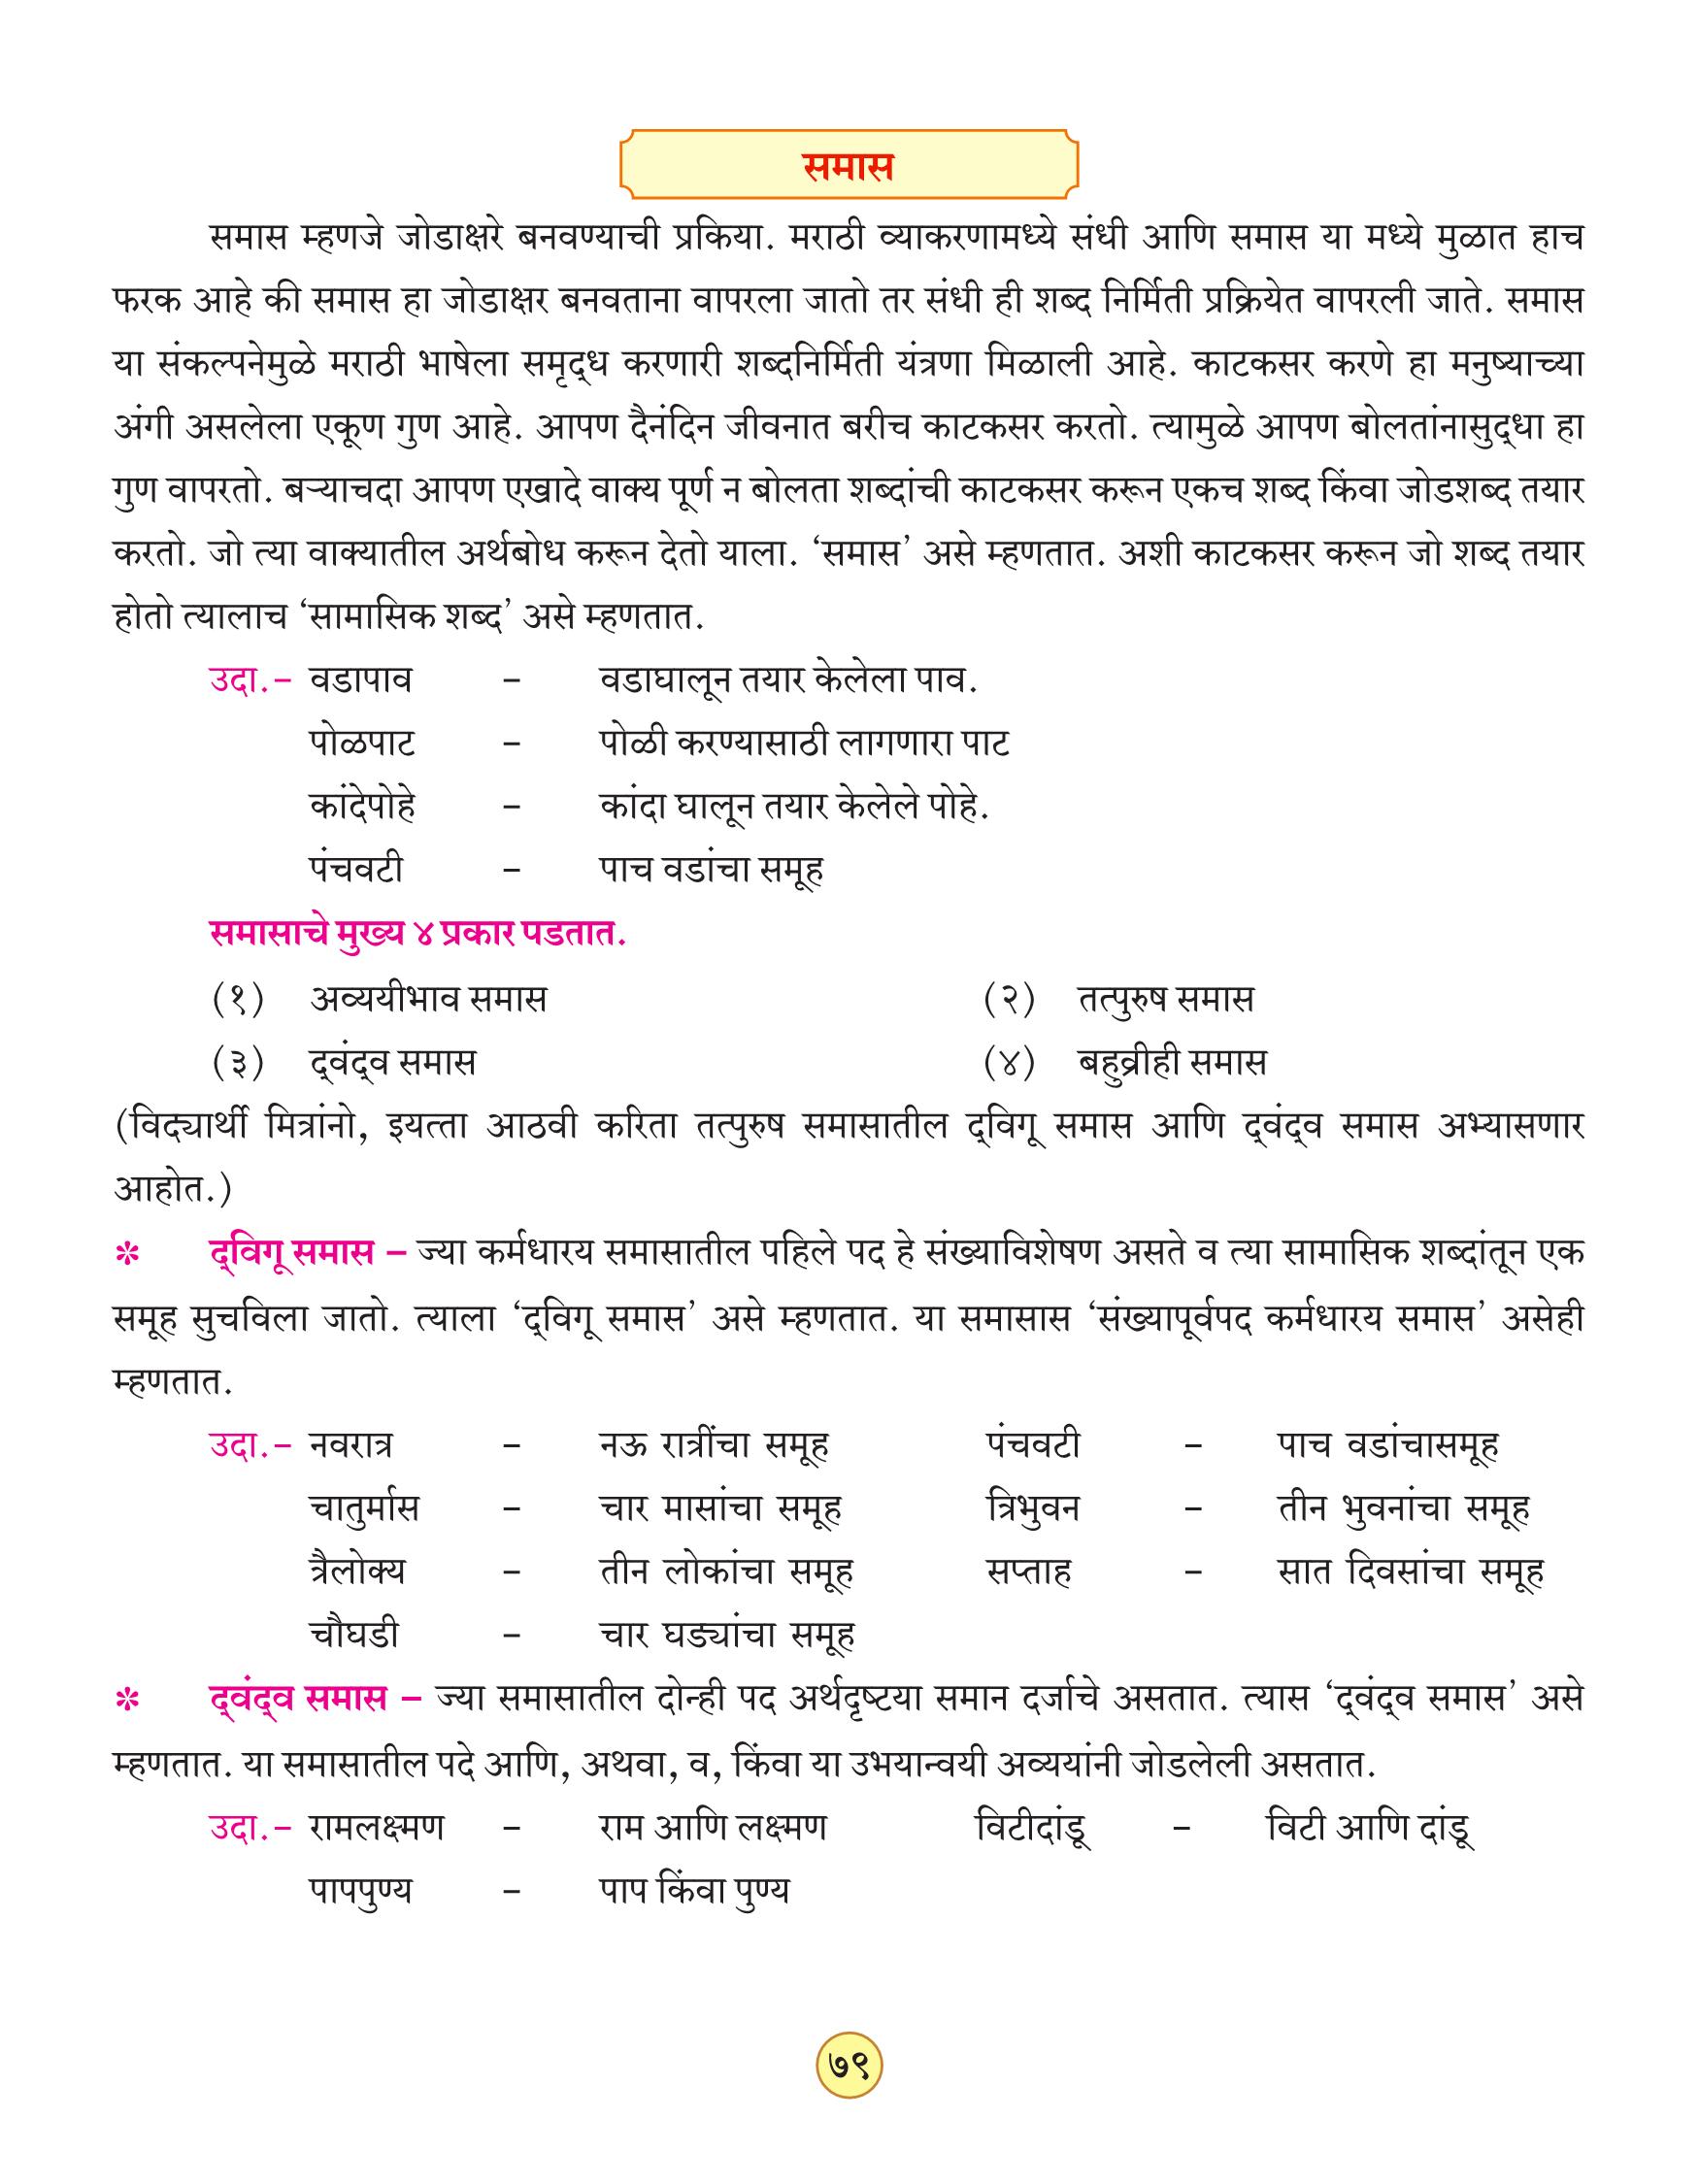 समास
समास म्हणजे जोडाक्षरे बनवण्याची प्रकिया. मराठी व्याकरणामध्ये संधी आणि समास या मध्ये मुळात हाच
फरक आहे की समास हा जोडाक्षर बनवताना वापरला जातो तर संधी ही शब्द निर्मिती प्रक्रियेत वापरली जाते. समास
या संकल्पनेमुळे मराठी भाषेला समृद्ध करणारी शब्दनिर्मिती यंत्रणा मिळाली आहे. काटकसर करणे हा मनुष्याच्या
अंगी असलेला एकूण गुण आहे. आपण दैनंदिन जीवनात बरीच काटकसर करतो. त्यामुळे आपण बोलतांनासुद्धा हा
गुण वापरतो. बऱ्याचदा आपण एखादे वाक्य पूर्ण न बोलता शब्दांची काटकसर करून एकच शब्द किंवा जोडशब्द तयार
करतो. जो त्या वाक्यातील अर्थबोध करून देतो याला. ‘समास’ असे म्हणतात. अशी काटकसर करून जो शब्द तयार
होतो त्यालाच ‘सामासिक शब्द’ असे म्हणतात.
उदा.– वडापाव – वडाघालून तयार केलेला पाव.
पोळपाट – पोळी करण्यासाठी लागणारा पाट
कांदेपोहे – कांदा घालून तयार केलेले पोहे.
पंचवटी – पाच वडांचा समूह
समासाचे मुख्य ४ प्रकार पडतात.
(१) अव्ययीभाव समास (२) तत्पुरुष समास
(३) द्वंद्व समास (४) बहुव्रीही समास
(विद्यार्थी मित्रांनो, इयत्ता आठवी करिता तत्पुरुष समासातील द्विगू समास आणि द्वंद्व समास अभ्यासणार
आहोत.)
✻ द्विगू समास – ज्या कर्मधारय समासातील पहिले पद हे संख्याविशेषण असते व त्या सामासिक शब्दांतून एक
समूह सुचविला जातो. त्याला ‘द्विगू समास’ असे म्हणतात. या समासास ‘संख्यापूर्वपद कर्मधारय समास’ असेही
म्हणतात.
उदा.– नवरात्र – नऊ रात्रींचा समूह पंचवटी – पाच वडांचासमूह
चातुर्मास – चार मासांचा समूह त्रिभुवन – तीन भुवनांचा समूह
त्रैलोक्य – तीन लोकांचा समूह सप्ताह – सात दिवसांचा समूह
चौघडी – चार घड्यांचा समूह
✻ द्वंद्व समास – ज्या समासातील दोन्ही पद अर्थदृष्टया समान दर्जाचे असतात. त्यास ‘द्वंद्व समास’ असे
म्हणतात. या समासातील पदे आणि, अथवा, व, किंवा या उभयान्वयी अव्ययांनी जोडलेली असतात.
उदा.– रामलक्ष्मण – राम आणि लक्ष्मण विटीदांडू – विटी आणि दांडू
पापपुण्य – पाप किंवा पुण्य
७९